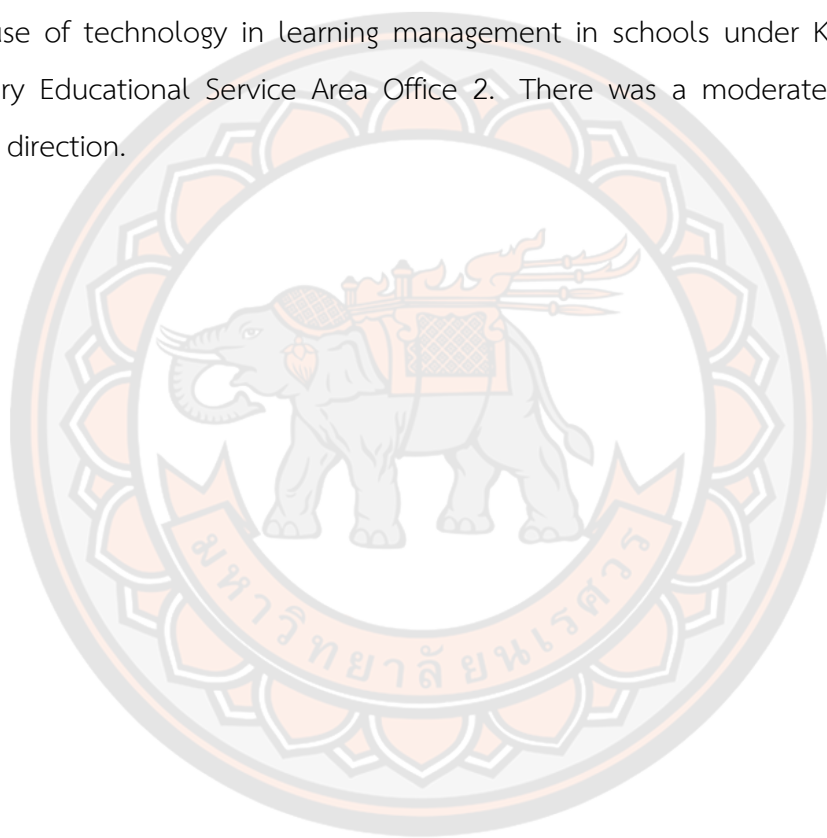 use of technology in learning management in schools under K
ry Educational Service Area Office 2. There was a moderate
direction.
มหาวิทยาลัยนเรศวร